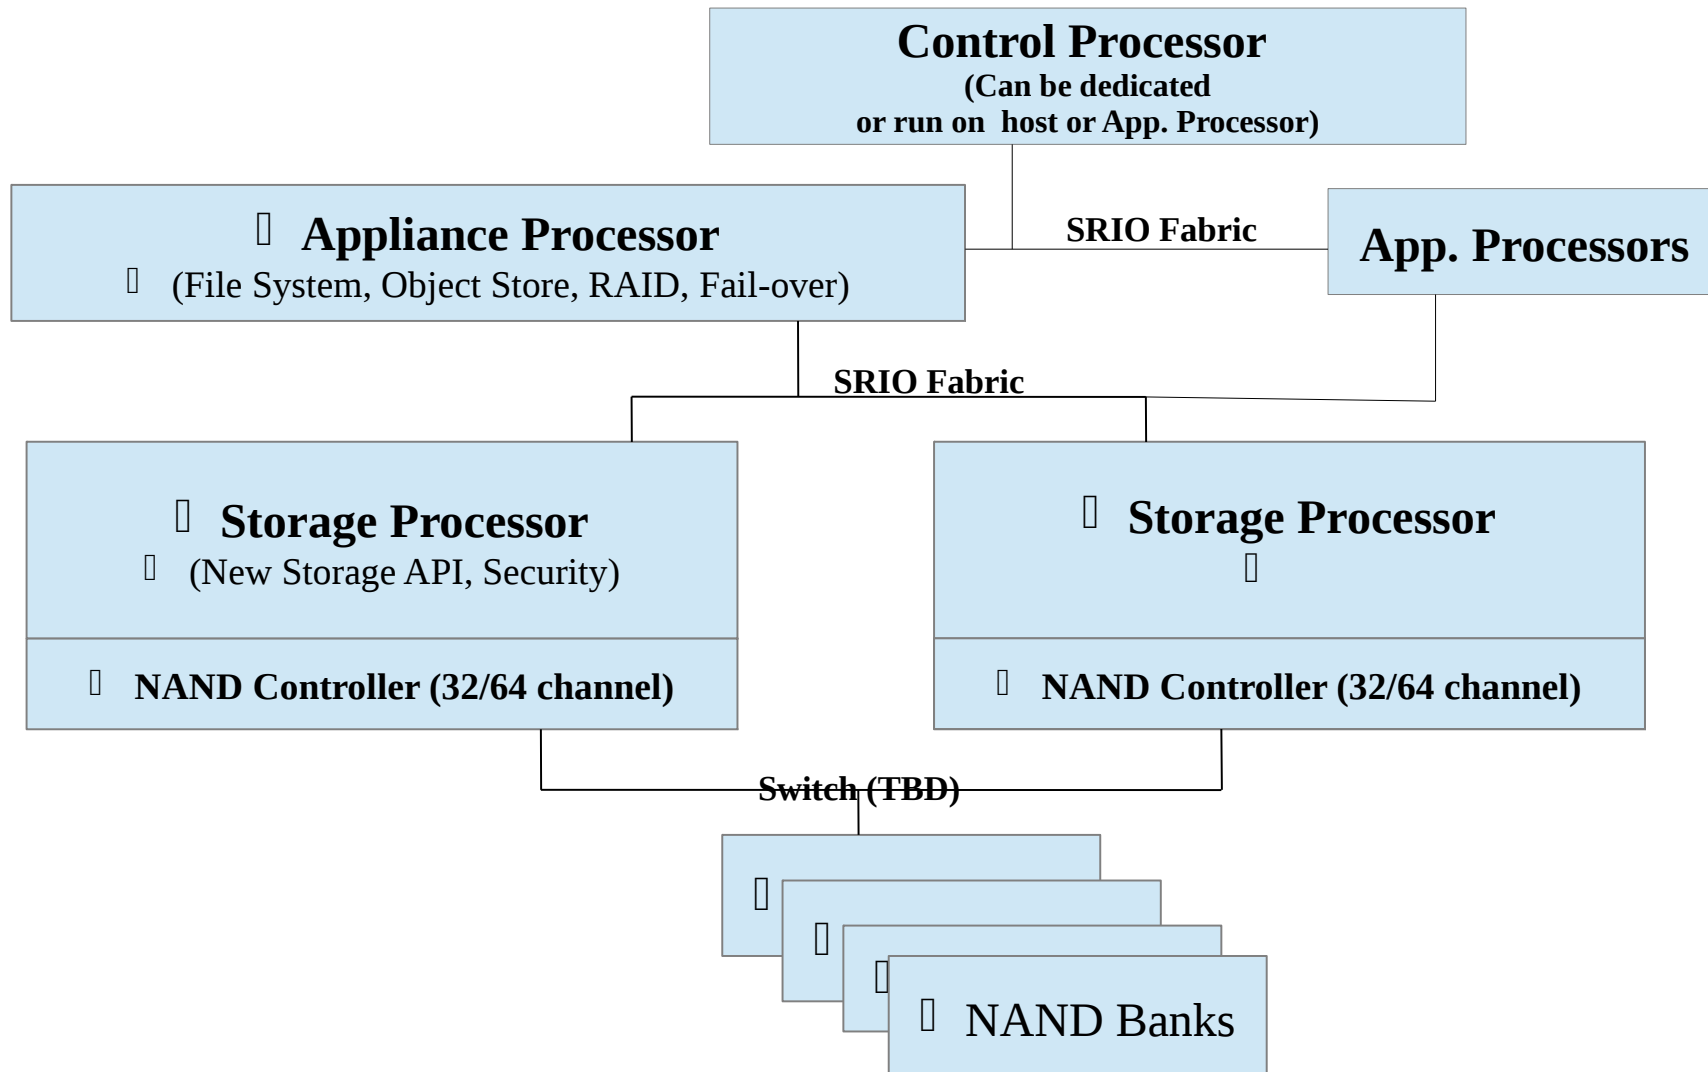 Control Processor
(Can be dedicated
or run on host or App. Processor)
Appliance Processor
(File System, Object Store, RAID, Fail-over)
SRIO Fabric
App. Processors
SRIO Fabric
Storage Processor
(New Storage API, Security)
Storage Processor
NAND Controller (32/64 channel)
NAND Controller (32/64 channel)
Switch (TBD)
NAND Banks